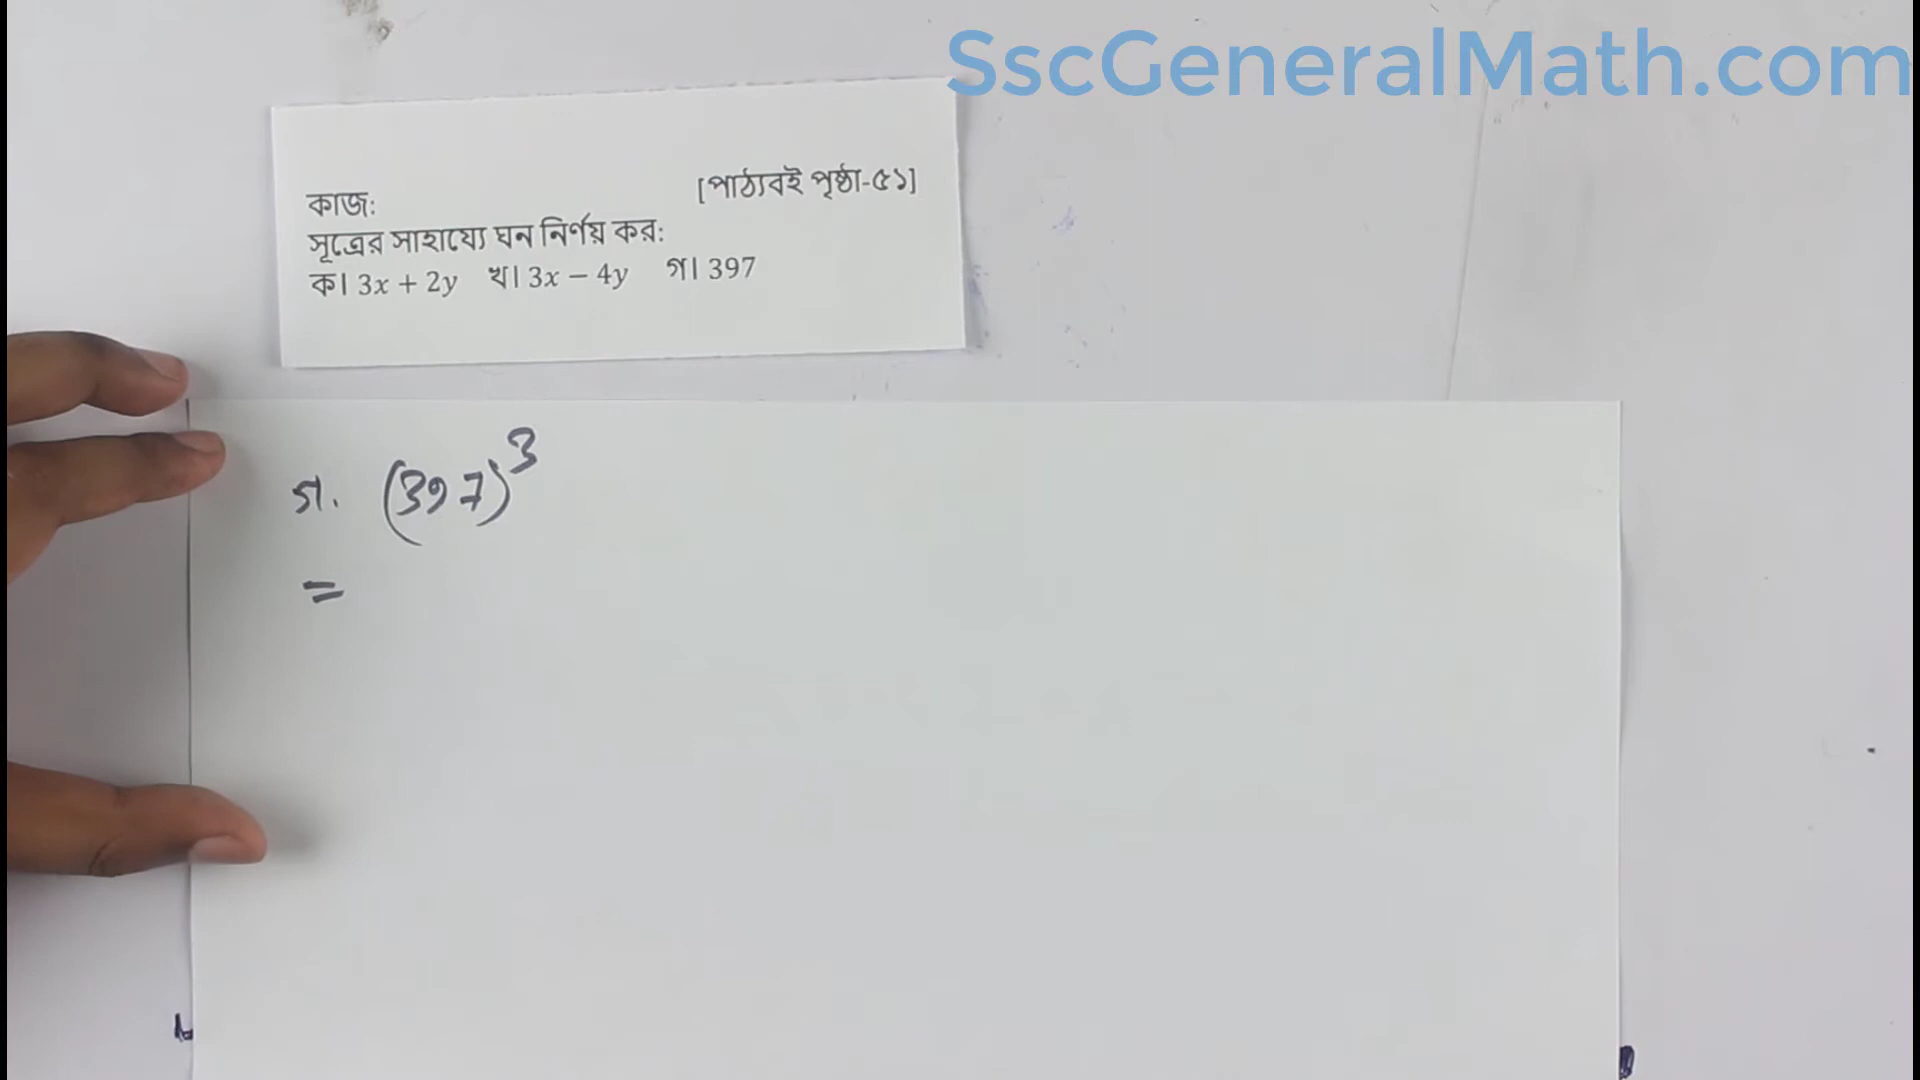 SscGeneralMath.com
[পাঠ্যবই পৃষ্ঠা-৫১]
কাজ:
সূত্রের সাহায্যে ঘন নির্ণয় কর:
ক। 3x + 2y খ। 3x − 4y গ। 397
গ. (397)³
=